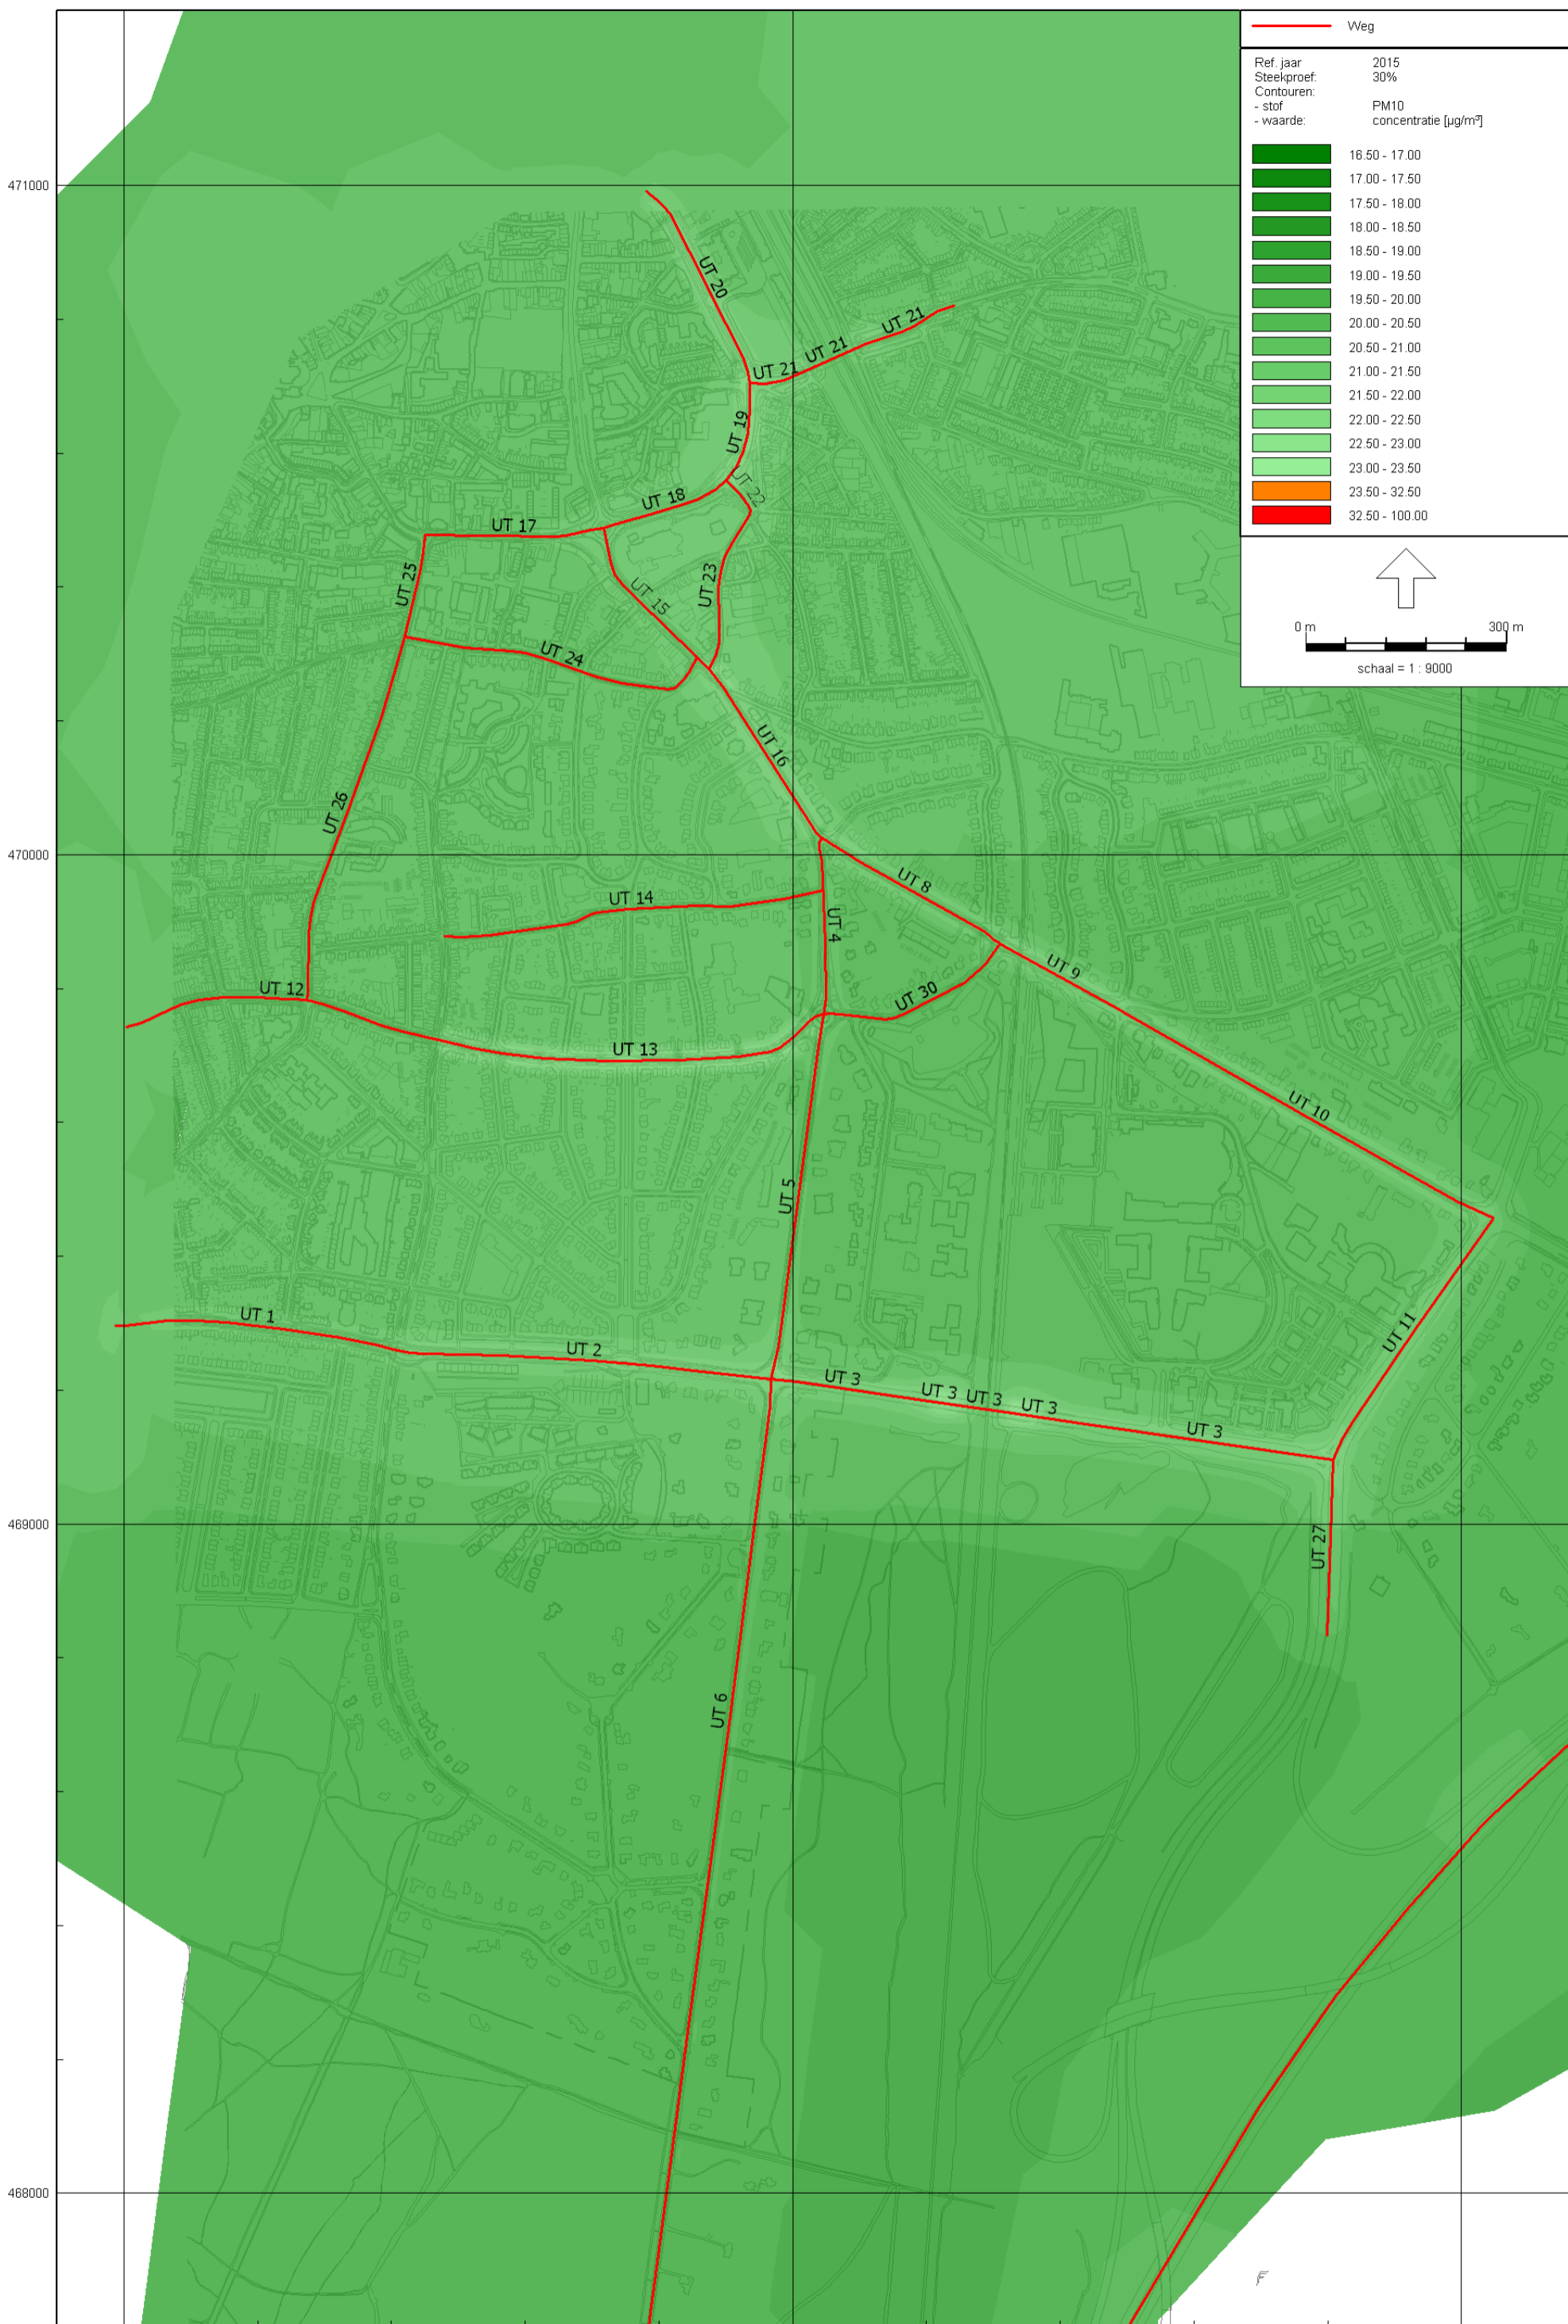 Weg
Ref. jaar 2015
Steekproef: 30%
Contouren:
- stof PM10
- waarde: concentratie [µg/m³]
16.50 - 17.00
17.00 - 17.50
17.50 - 18.00
18.00 - 18.50
18.50 - 19.00
19.00 - 19.50
19.50 - 20.00
20.00 - 20.50
20.50 - 21.00
21.00 - 21.50
21.50 - 22.00
22.00 - 22.50
22.50 - 23.00
23.00 - 23.50
23.50 - 32.50
32.50 - 100.00
0 m 300 m
schaal = 1 : 9000
471000
UT 20
UT 21
UT 21
UT 21
UT 19
UT 22
UT 18
UT 17
UT 25
UT 15
UT 23
UT 24
UT 16
UT 26
470000
UT 8
UT 14
UT 4
UT 9
UT 12
UT 30
UT 13
UT 10
UT 5
UT 1
UT 2
UT 11
UT 3
UT 3
UT 3
UT 3
UT 3
469000
UT 27
UT 6
468000
F